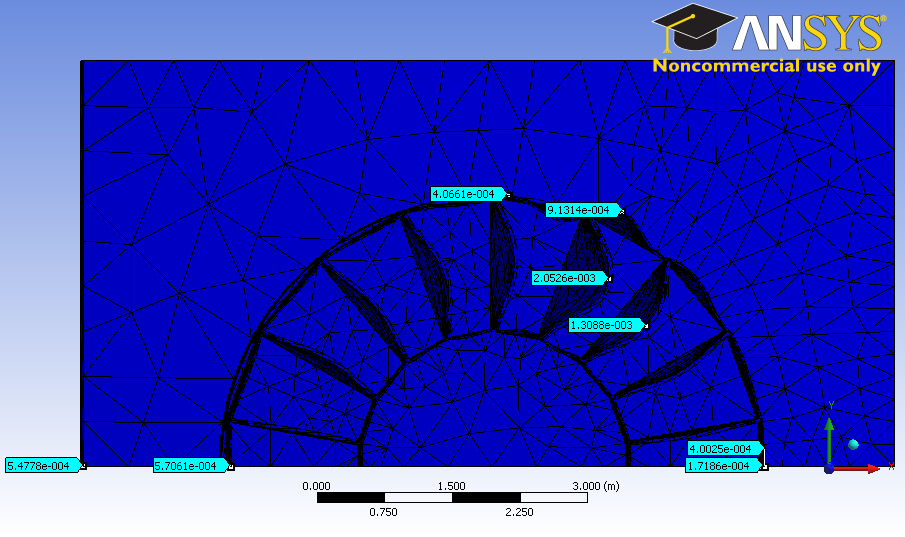 ANSYS®
Noncommercial use only
4.0661e-004
9.1314e-004
2.0526e-003
1.3088e-003
4.0025e-004
5.4778e-004 5.7061e-004 1.7186e-004
Y
X
0.000 1.500 3.000 (m)
0.750 2.250